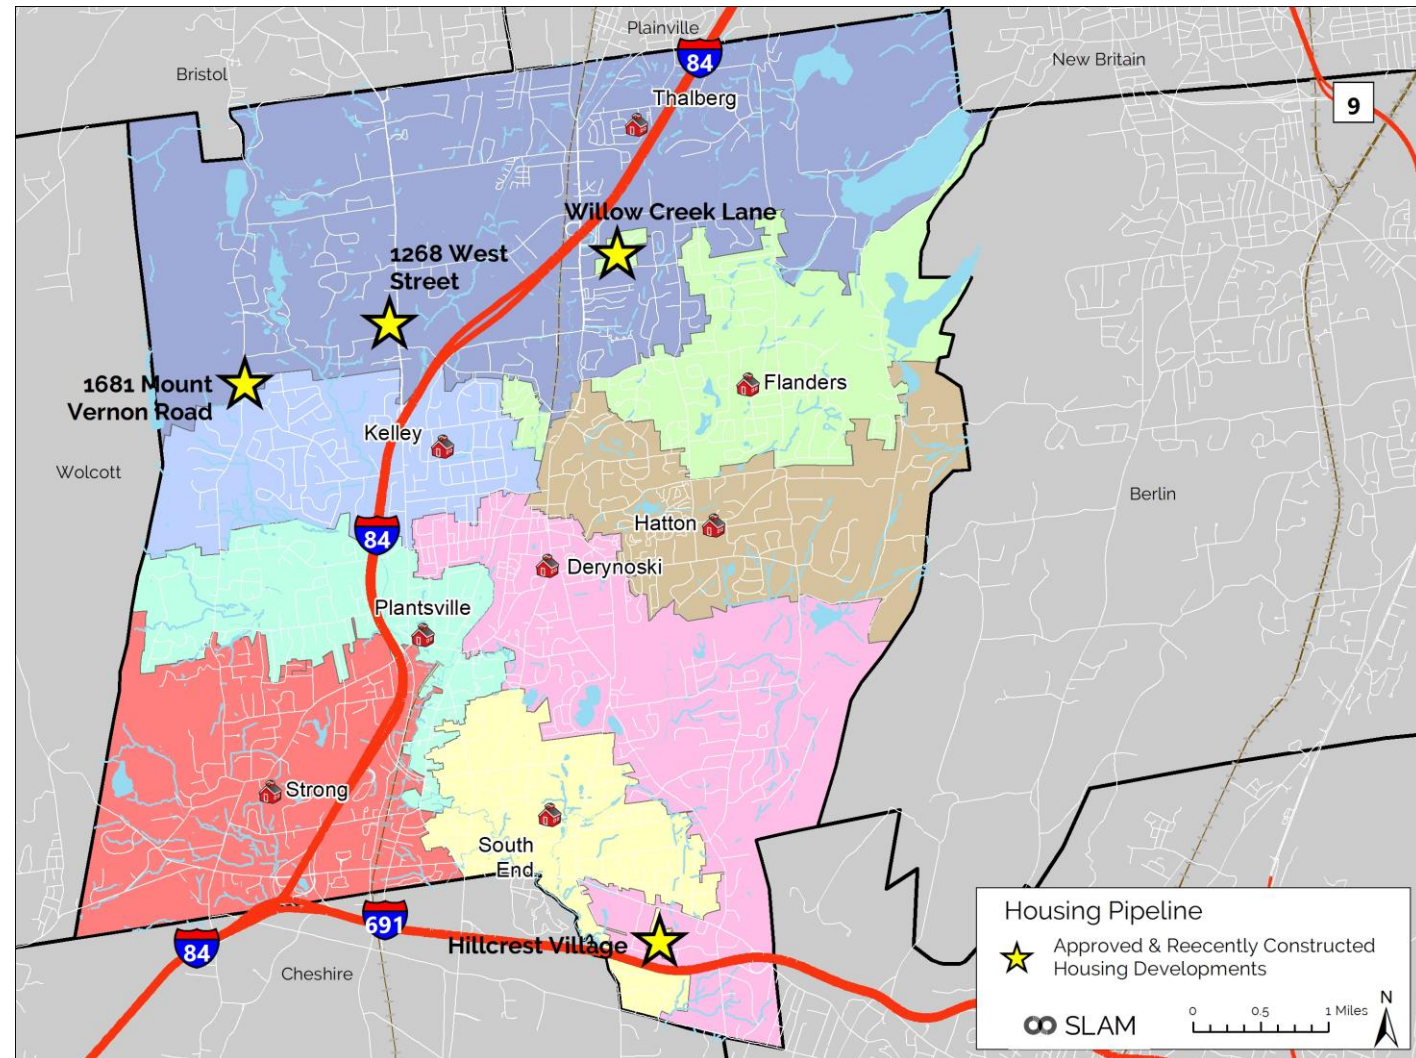 Plainville
Bristol
84
New Britain
Thalberg
9
Willow Creek Lane
1268 West
Street
1681 Mount
Vernon Road
Flanders
Kelley
Wolcott
Berlin
84
Hatton
Derynoski
Plantsville
Strong
South
End
691
84
Hillcrest Village
Cheshire
Housing Pipeline
Approved & Reecently Constructed
Housing Developments
SLAM
0 0.5 1 Miles
N